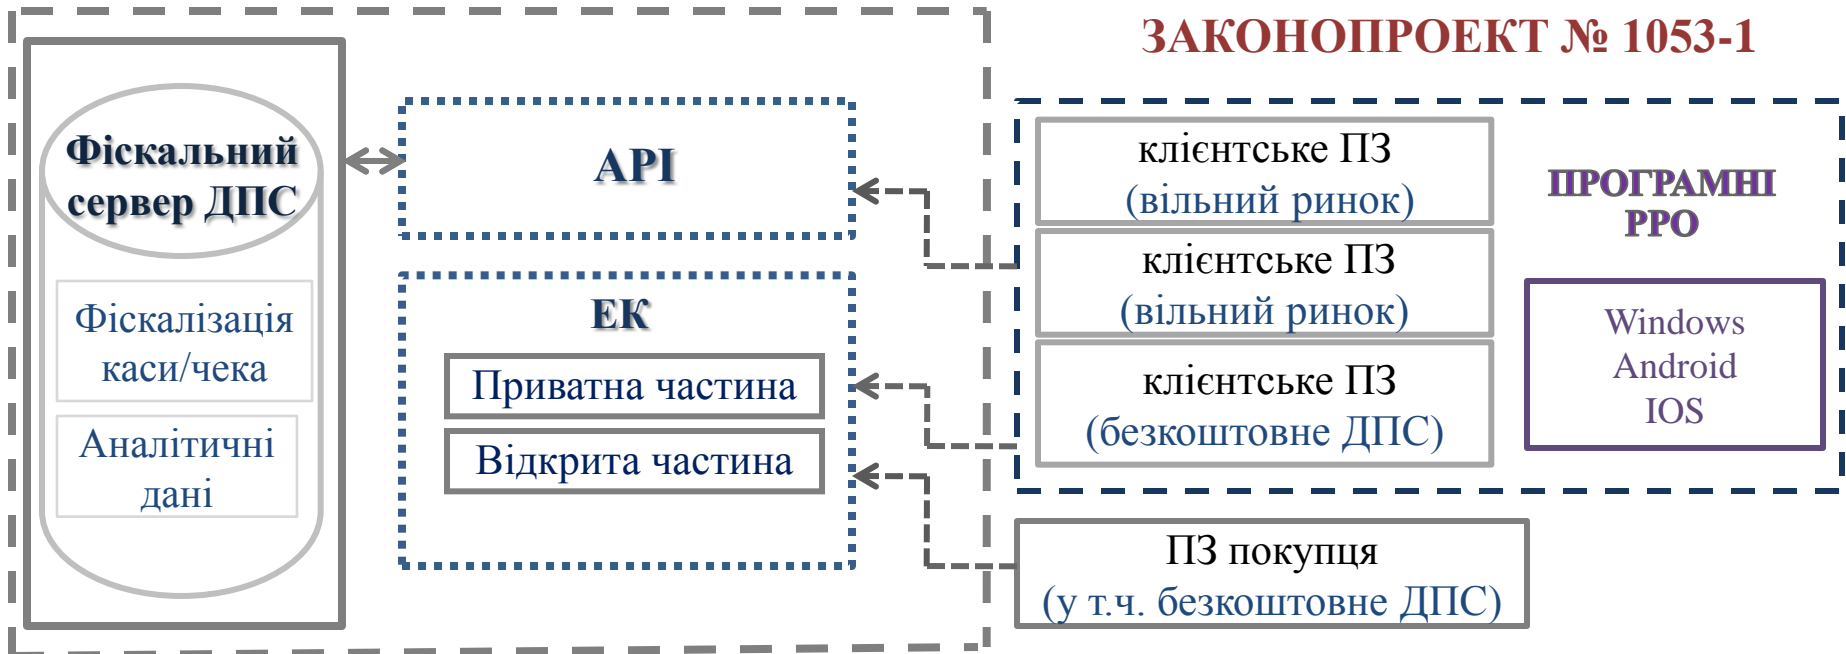 ЗАКОНОПРОЕКТ № 1053-1
Фіскальний
сервер ДПС
Фіскалізація
каси/чека
Аналітичні
дані
API
ЕК
Приватна частина
Відкрита частина
клієнтське ПЗ
(вільний ринок)
клієнтське ПЗ
(вільний ринок)
клієнтське ПЗ
(безкоштовне ДПС)
ПРОГРАМНІ
РРО
Windows
Android
IOS
ПЗ покупця
(у т.ч. безкоштовне ДПС)